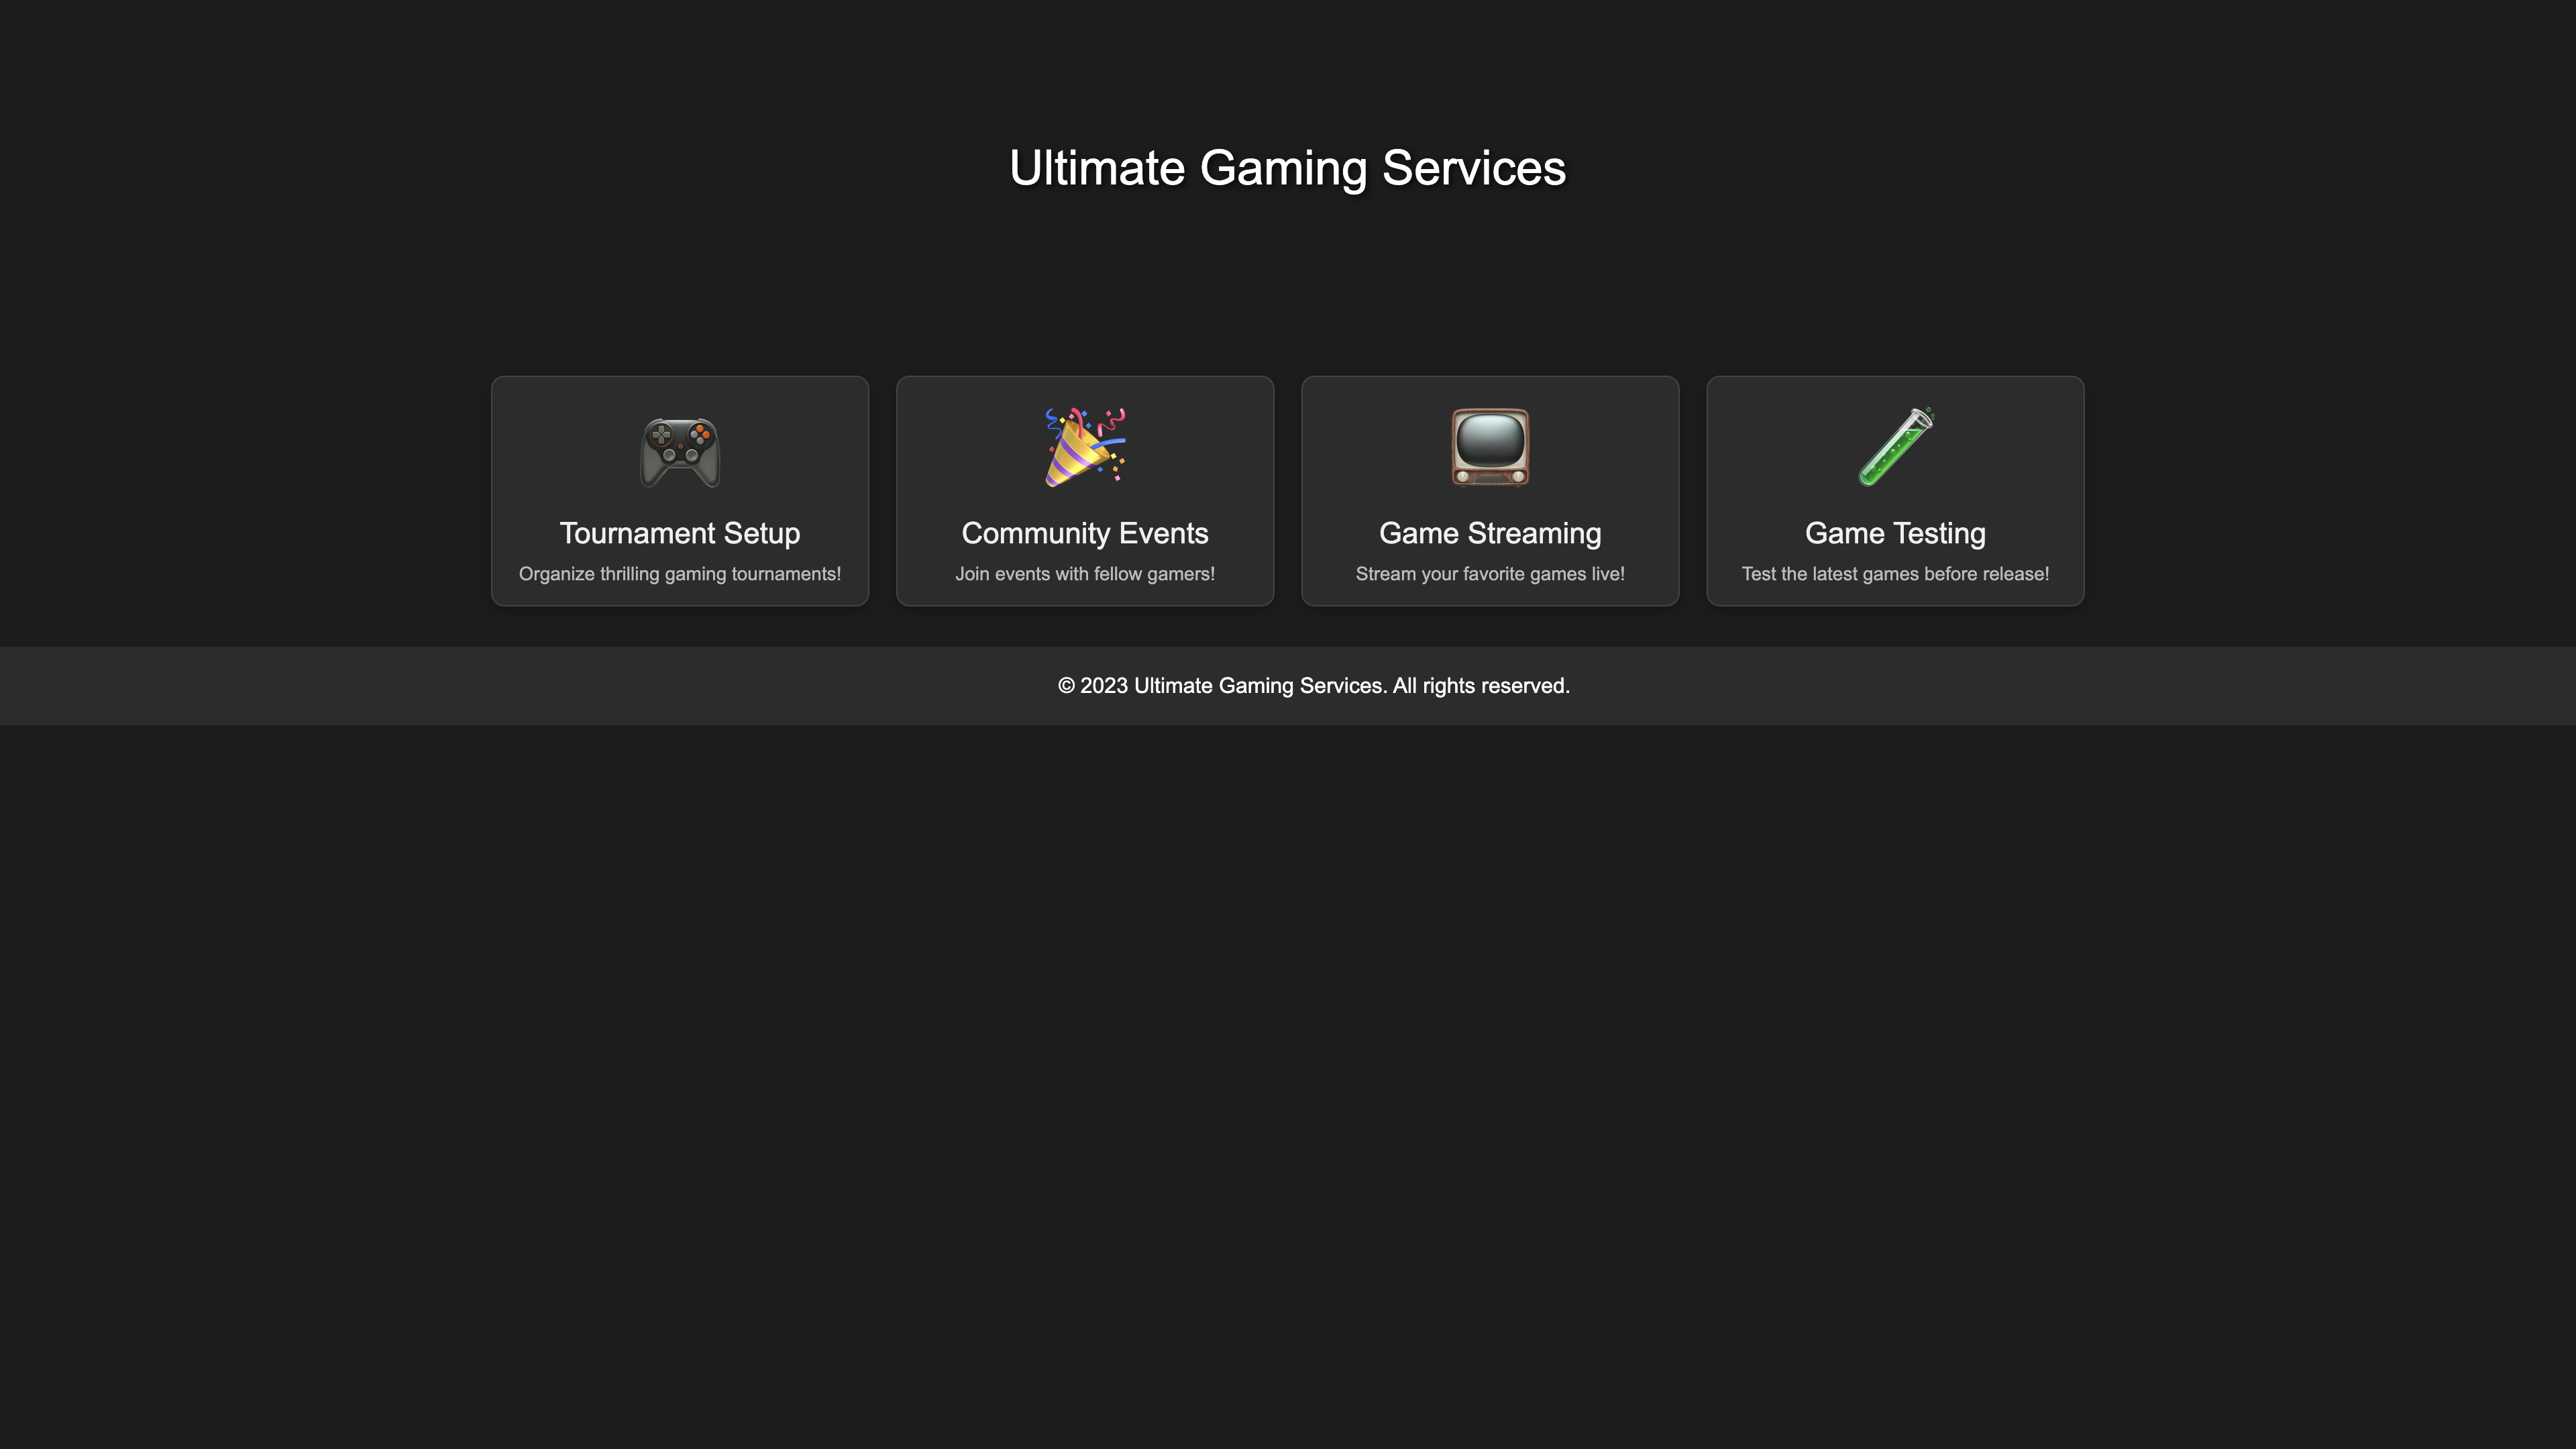 Ultimate Gaming Services
Tournament Setup
Organize thrilling gaming tournaments!
Community Events
Join events with fellow gamers!
Game Streaming
Stream your favorite games live!
Game Testing
Test the latest games before release!
© 2023 Ultimate Gaming Services. All rights reserved.